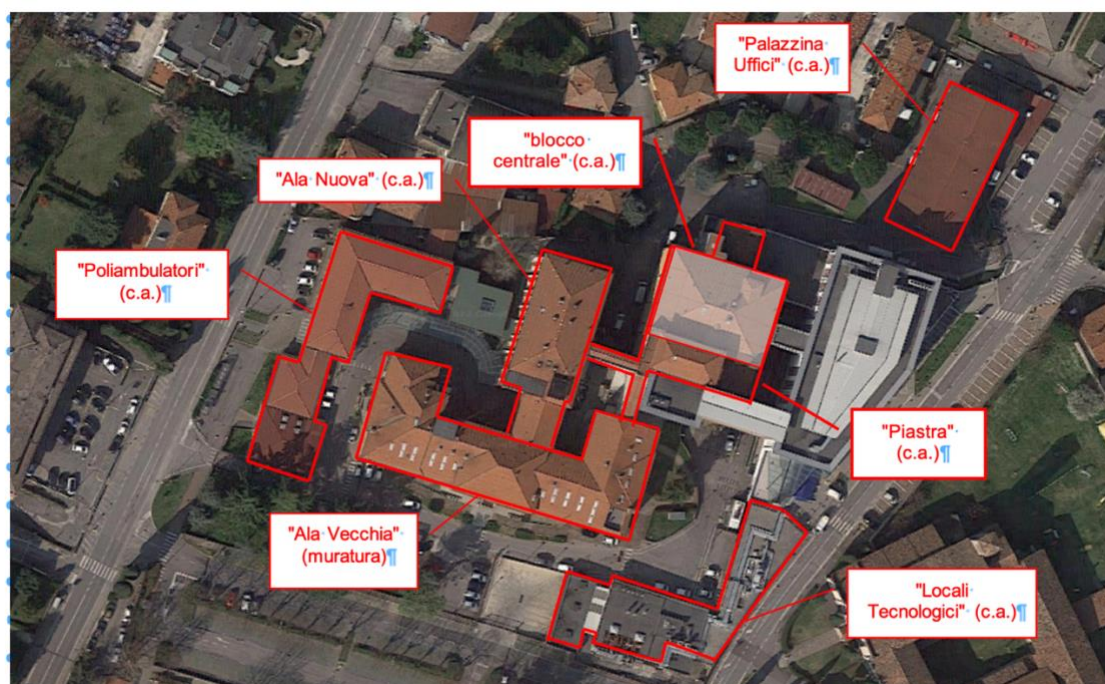 "Palazzina
Uffici" (c.a.)¶
"blocco
centrale" (c.a.)¶
"Ala Nuova" (c.a.)¶
"Poliambulatori"
(c.a.)¶
"Piastra"
(c.a.)¶
"Ala Vecchia"
(muratura)¶
"Locali
Tecnologici" (c.a.)¶